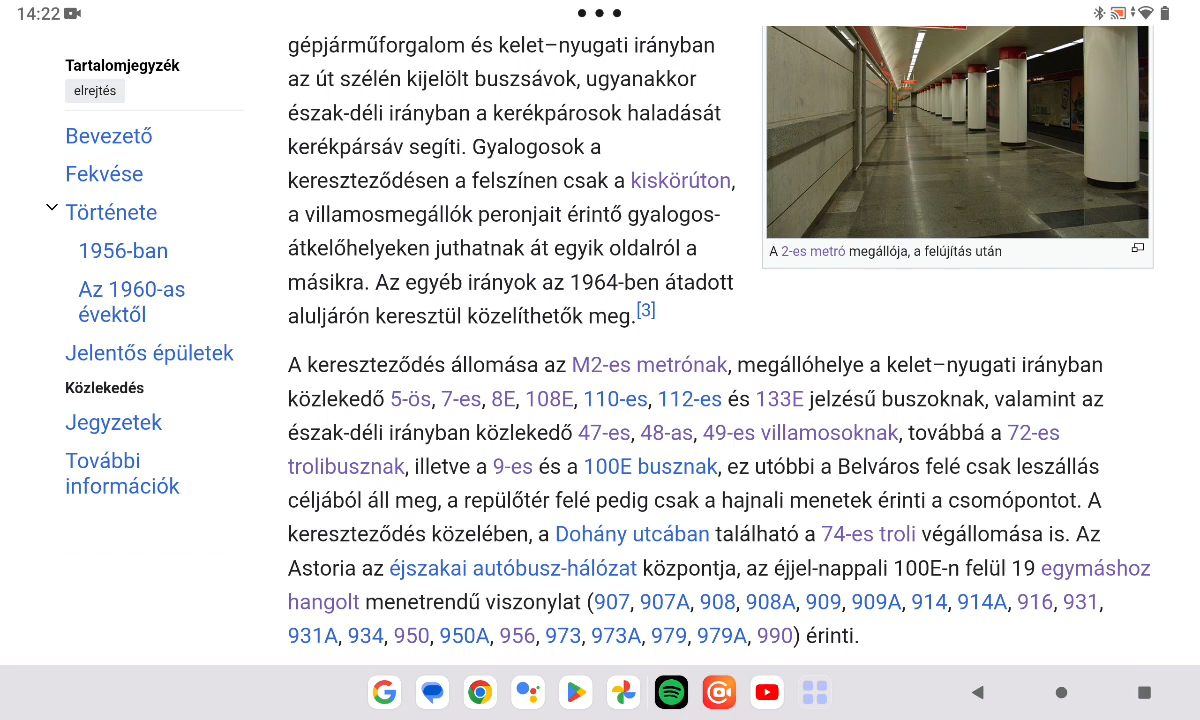 14:22
Tartalomjegyzék
elrejtés
Bevezető
Fekvése
Története
1956-ban
Az 1960-as
évektől
Jelentős épületek
Közlekedés
Jegyzetek
További
információk
gépjárműforgalom és kelet–nyugati irányban
az út szélén kijelölt buszsávok, ugyanakkor
észak-déli irányban a kerékpárosok haladását
kerékpársáv segíti. Gyalogosok a
kereszteződésen a felszínen csak a kiskörúton,
a villamosmegállók peronjait érintő gyalogos-
átkelőhelyeken juthatnak át egyik oldalról a
másikra. Az egyéb irányok az 1964-ben átadott
aluljárón keresztül közelíthetők meg.[3]
A 2-es metró megállója, a felújítás után
A kereszteződés állomása az M2-es metrónak, megállóhelye a kelet–nyugati irányban
közlekedő 5-ös, 7-es, 8E, 108E, 110-es, 112-es és 133E jelzésű buszoknak, valamint az
észak-déli irányban közlekedő 47-es, 48-as, 49-es villamosoknak, továbbá a 72-es
trolibusznak, illetve a 9-es és a 100E busznak, ez utóbbi a Belváros felé csak leszállás
céljából áll meg, a repülőtér felé pedig csak a hajnali menetek érinti a csomópontot. A
kereszteződés közelében, a Dohány utcában található a 74-es troli végállomása is. Az
Astoria az éjszakai autóbusz-hálózat központja, az éjjel-nappali 100E-n felül 19 egymáshoz
hangolt menetrendű viszonylat (907, 907A, 908, 908A, 909, 909A, 914, 914A, 916, 931,
931A, 934, 950, 950A, 956, 973, 973A, 979, 979A, 990) érinti.